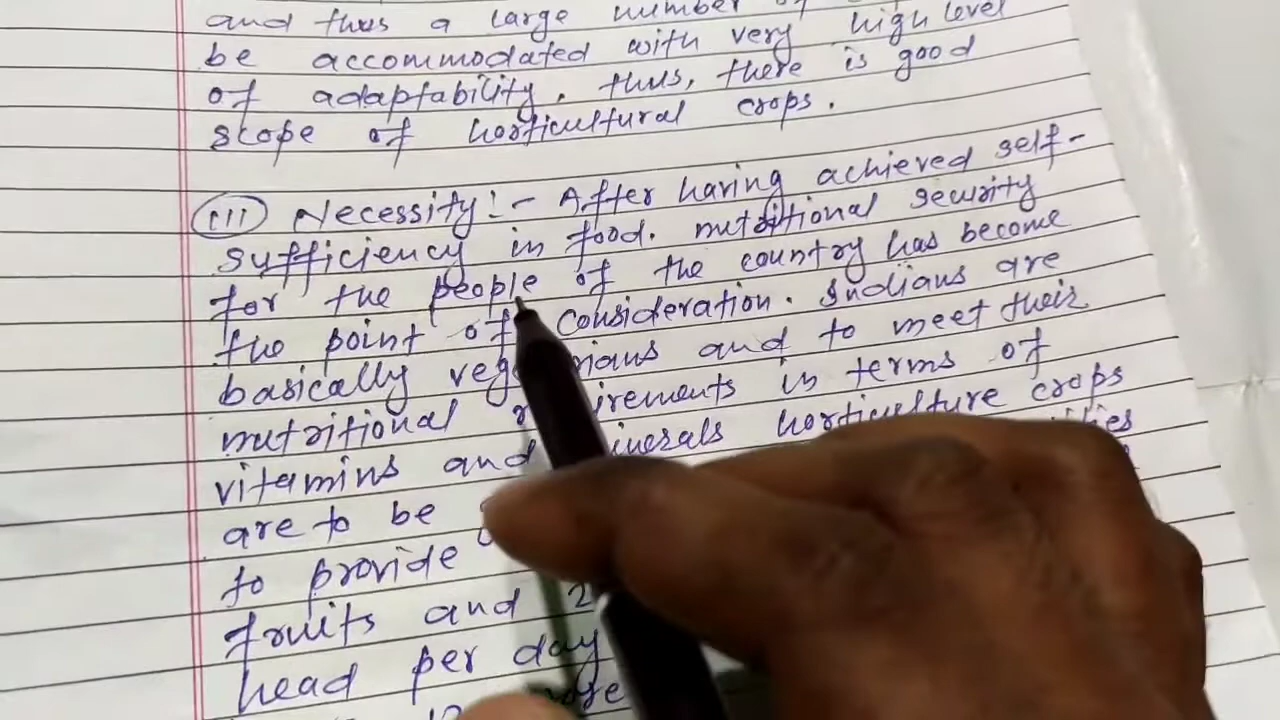 and thus a large number
be accommodated with very high level
of adaptability. thus, there is good
scope of horticultural crops.
(III) Necessity:- After having achieved self-
sufficiency in food. nutritional security
for the people of the country has become
the point of consideration. Indians are
basically and to meet their
nutritional in terms of
vitamins and horticulture crops
are to be
to provide
fruits and 2
head per day